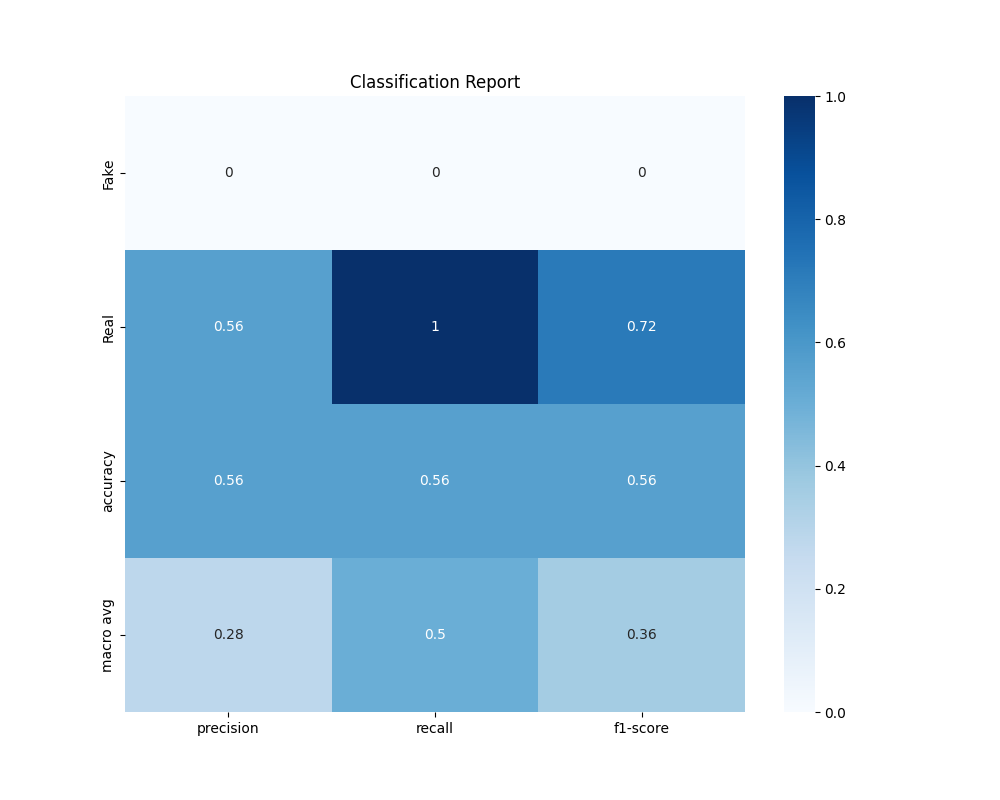 Classification Report
Fake 0 0 0
Real 0.56 1 0.72
accuracy 0.56 0.56 0.56
macro avg 0.28 0.5 0.36
precision recall f1-score
1.0
0.8
0.6
0.4
0.2
0.0